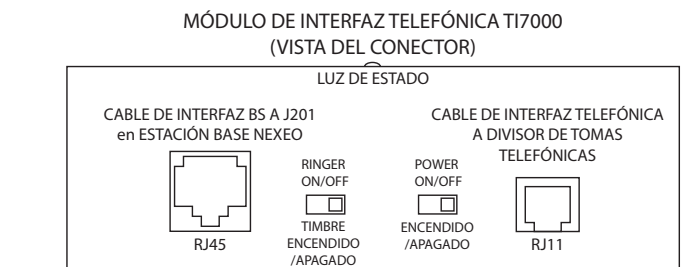 MÓDULO DE INTERFAZ TELEFÓNICA TI7000
(VISTA DEL CONECTOR)
LUZ DE ESTADO
CABLE DE INTERFAZ BS A J201
en ESTACIÓN BASE NEXEO
RJ45
RINGER
ON/OFF
TIMBRE
ENCENDIDO
/APAGADO
POWER
ON/OFF
ENCENDIDO
/APAGADO
CABLE DE INTERFAZ TELEFÓNICA
A DIVISOR DE TOMAS
TELEFÓNICAS
RJ11